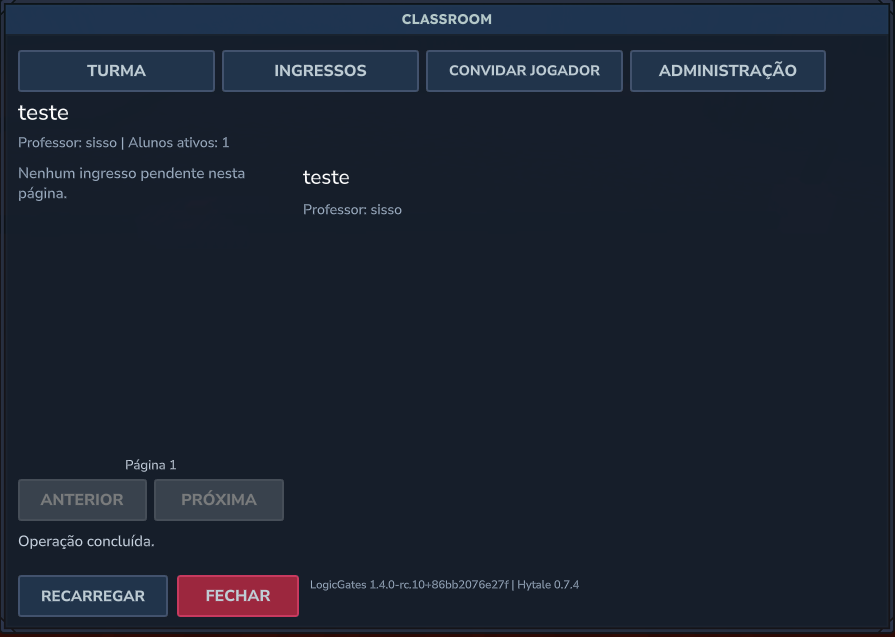 CLASSROOM
TURMA
INGRESSOS
CONVIDAR JOGADOR
ADMINISTRAÇÃO
teste
Professor: sisso | Alunos ativos: 1
Nenhum ingresso pendente nesta
página.
teste
Professor: sisso
Página 1
ANTERIOR
PRÓXIMA
Operação concluída.
RECARREGAR
FECHAR
LogicGates 1.4.0-rc.10+86bb2076e27f | Hytale 0.7.4